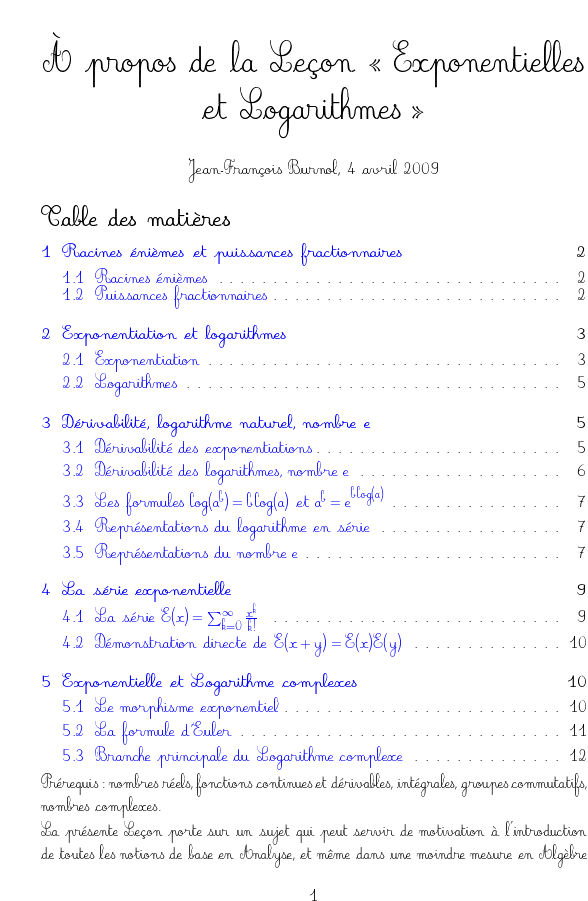 À propos de la Leçon « Exponentielles
et Logarithmes »
Jean-François Burnol, 4 avril 2009
Table des matières
1 Racines énièmes et puissances fractionnaires 2
1.1 Racines énièmes . . . . . . . . . . . . . . . . . . . . . . . . . . . . . . . . 2
1.2 Puissances fractionnaires . . . . . . . . . . . . . . . . . . . . . . . . . . . 2
2 Exponentiation et logarithmes 3
2.1 Exponentiation . . . . . . . . . . . . . . . . . . . . . . . . . . . . . . . . . 3
2.2 Logarithmes . . . . . . . . . . . . . . . . . . . . . . . . . . . . . . . . . . . 5
3 Dérivabilité, logarithme naturel, nombre e 5
3.1 Dérivabilité des exponentiations . . . . . . . . . . . . . . . . . . . . . . . 5
3.2 Dérivabilité des logarithmes, nombre e . . . . . . . . . . . . . . . . . . . 6
3.3 Les formules log(a^b) = b log(a) et a^b = e^{b log(a)} . . . . . . . . . . . . . . . . 7
3.4 Représentations du logarithme en série . . . . . . . . . . . . . . . . . 7
3.5 Représentations du nombre e . . . . . . . . . . . . . . . . . . . . . . . . 7
4 La série exponentielle 9
4.1 La série E(x) = ∑_{k=0}^{∞} x^k/k! . . . . . . . . . . . . . . . . . . . . . . . . . . . 9
4.2 Démonstration directe de E(x + y) = E(x)E(y) . . . . . . . . . . . . . . 10
5 Exponentielle et Logarithme complexes 10
5.1 Le morphisme exponentiel . . . . . . . . . . . . . . . . . . . . . . . . . . 10
5.2 La formule d'Euler . . . . . . . . . . . . . . . . . . . . . . . . . . . . . . 11
5.3 Branche principale du Logarithme complexe . . . . . . . . . . . . . . 12
Prérequis : nombres réels, fonctions continues et dérivables, intégrales, groupes commutatifs,
nombres complexes.
La présente Leçon porte sur un sujet qui peut servir de motivation à l'introduction
de toutes les notions de base en Analyse, et même dans une moindre mesure en Algèbre
1